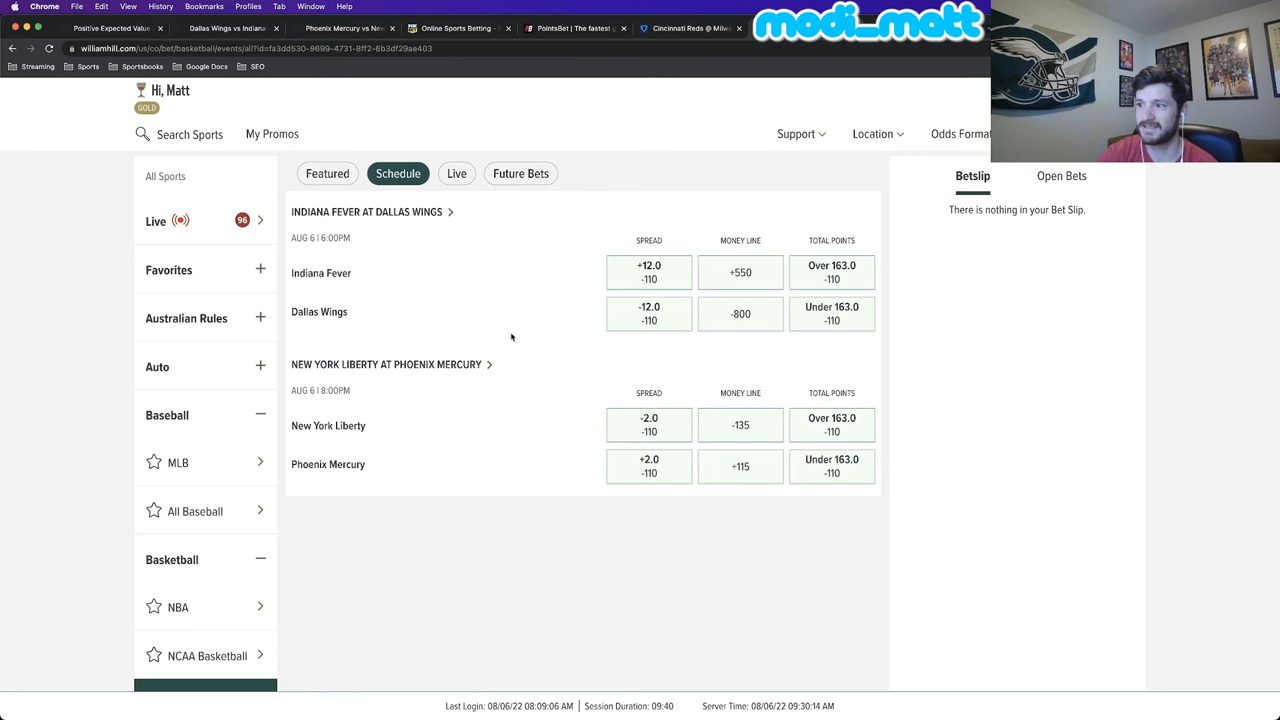 Chrome File Edit View History Bookmarks Profiles Tab Window Help
Positive Expected Value Dallas Wings vs Indiana Phoenix Mercury vs New Online Sports Betting - E PointsBet | The fastest g Cincinnati Reds @ Milwa
williamhill.com/us/co/bet/basketball/events/all?id=fa3dd530-9699-4731-8ff2-6b3df29ae403
Streaming Sports Sportsbooks Google Docs SEO
modi_matt
Hi, Matt
GOLD
Search Sports My Promos Support Location Odds Format
All Sports
Live 96
Favorites
Australian Rules
Auto
Baseball
MLB
All Baseball
Basketball
NBA
NCAA Basketball
Featured Schedule Live Future Bets
INDIANA FEVER AT DALLAS WINGS
AUG 6 | 6:00PM SPREAD MONEY LINE TOTAL POINTS
Indiana Fever +12.0 -110 +550 Over 163.0 -110
Dallas Wings -12.0 -110 -800 Under 163.0 -110
NEW YORK LIBERTY AT PHOENIX MERCURY
AUG 6 | 8:00PM SPREAD MONEY LINE TOTAL POINTS
New York Liberty -2.0 -110 -135 Over 163.0 -110
Phoenix Mercury +2.0 -110 +115 Under 163.0 -110
Betslip Open Bets
There is nothing in your Bet Slip.
Last Login: 08/06/22 08:09:06 AM | Session Duration: 09:40 | Server Time: 08/06/22 09:30:14 AM